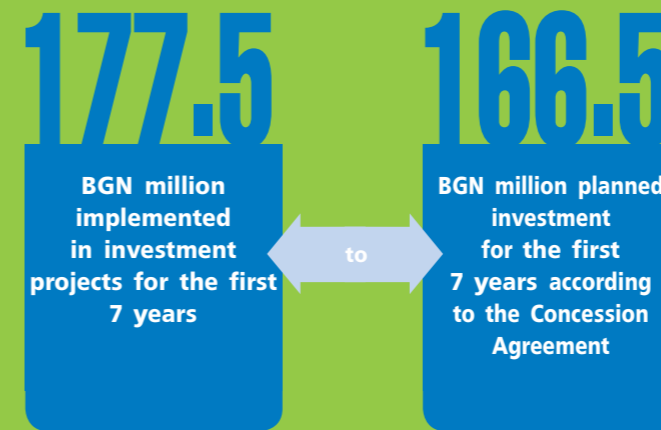 177.5
BGN million
implemented
in investment
projects for the first
7 years
to
166.5
BGN million planned
investment
for the first
7 years according
to the Concession
Agreement